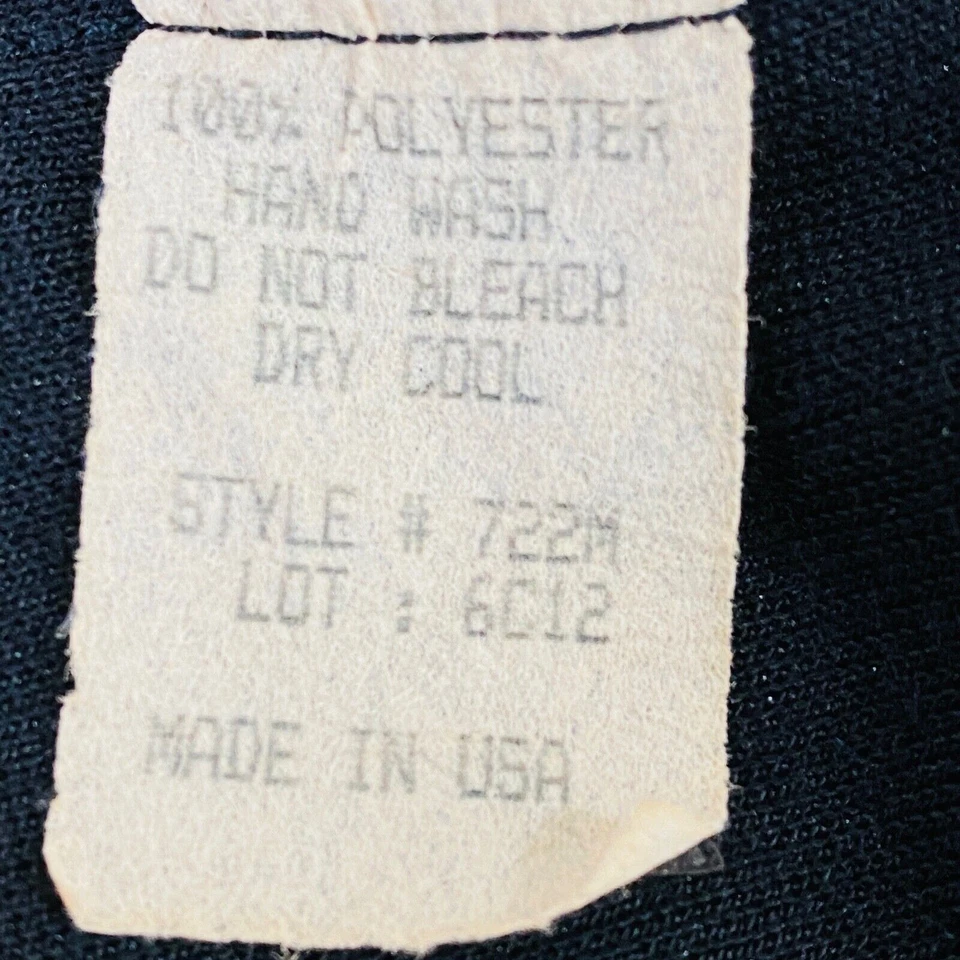 100% POLYESTER
HAND WASH
DO NOT BLEACH
DRY COOL
STYLE # 722M
LOT : 6C12
MADE IN USA